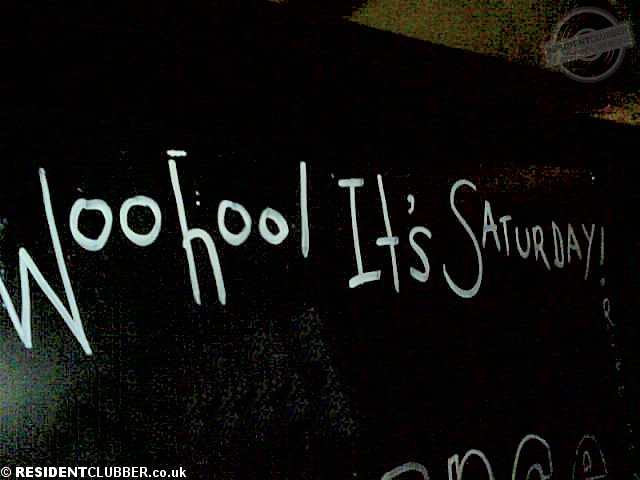 RESIDENTCLUBBER
Woohoo! It's SATURDAY!
© RESIDENTCLUBBER.co.uk